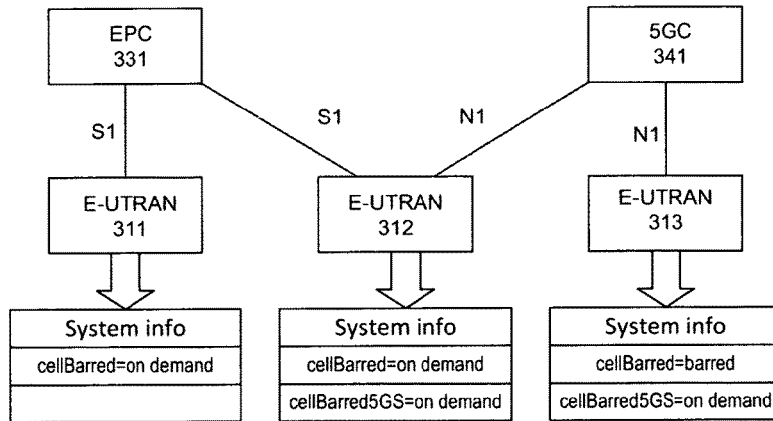 EPC
331
5GC
341
S1
S1
N1
N1
E-UTRAN
311
E-UTRAN
312
E-UTRAN
313
System info
cellBarred=on demand
System info
cellBarred=on demand
cellBarred5GS=on demand
System info
cellBarred=barred
cellBarred5GS=on demand